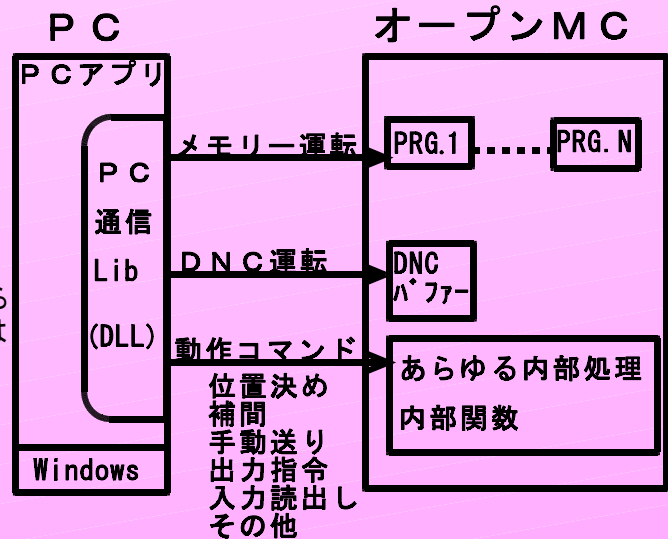 ＰＣ
オープンＭＣ
ＰＣアプリ
ＰＣ
通信
Lib
(DLL)
Windows
メモリー運転
ＤＮＣ運転
動作コマンド
位置決め
補間
手動送り
出力指令
入力読出し
その他
PRG.1
PRG.N
DNC
ﾊﾞﾌｧｰ
あらゆる内部処理
内部関数